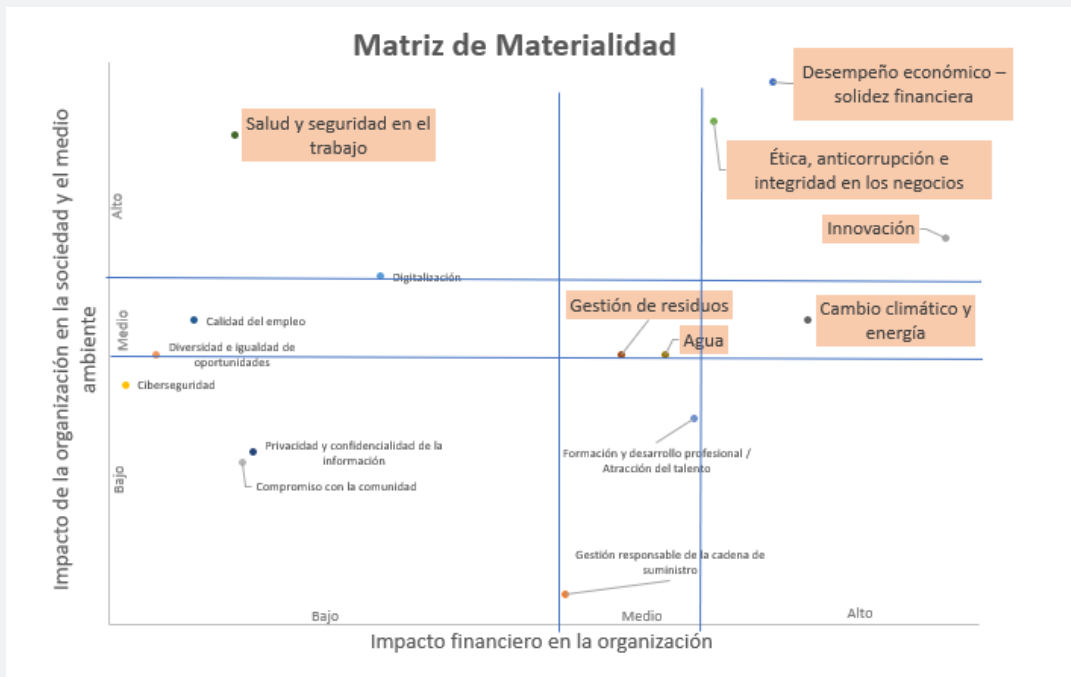 Matriz de Materialidad
Desempeño económico –
solidez financiera
Salud y seguridad en el
trabajo
Ética, anticorrupción e
integridad en los negocios
Innovación
Digitalización
Gestión de residuos
Agua
Cambio climático y
energía
Calidad del empleo
Diversidad e igualdad de
oportunidades
Ciberseguridad
Privacidad y confidencialidad de la
información
Compromiso con la comunidad
Formación y desarrollo profesional /
Atracción del talento
Gestión responsable de la cadena de
suministro
Impacto de la organización en la sociedad y el medio
ambiente
Alto
Medio
Bajo
Bajo
Medio
Alto
Impacto financiero en la organización